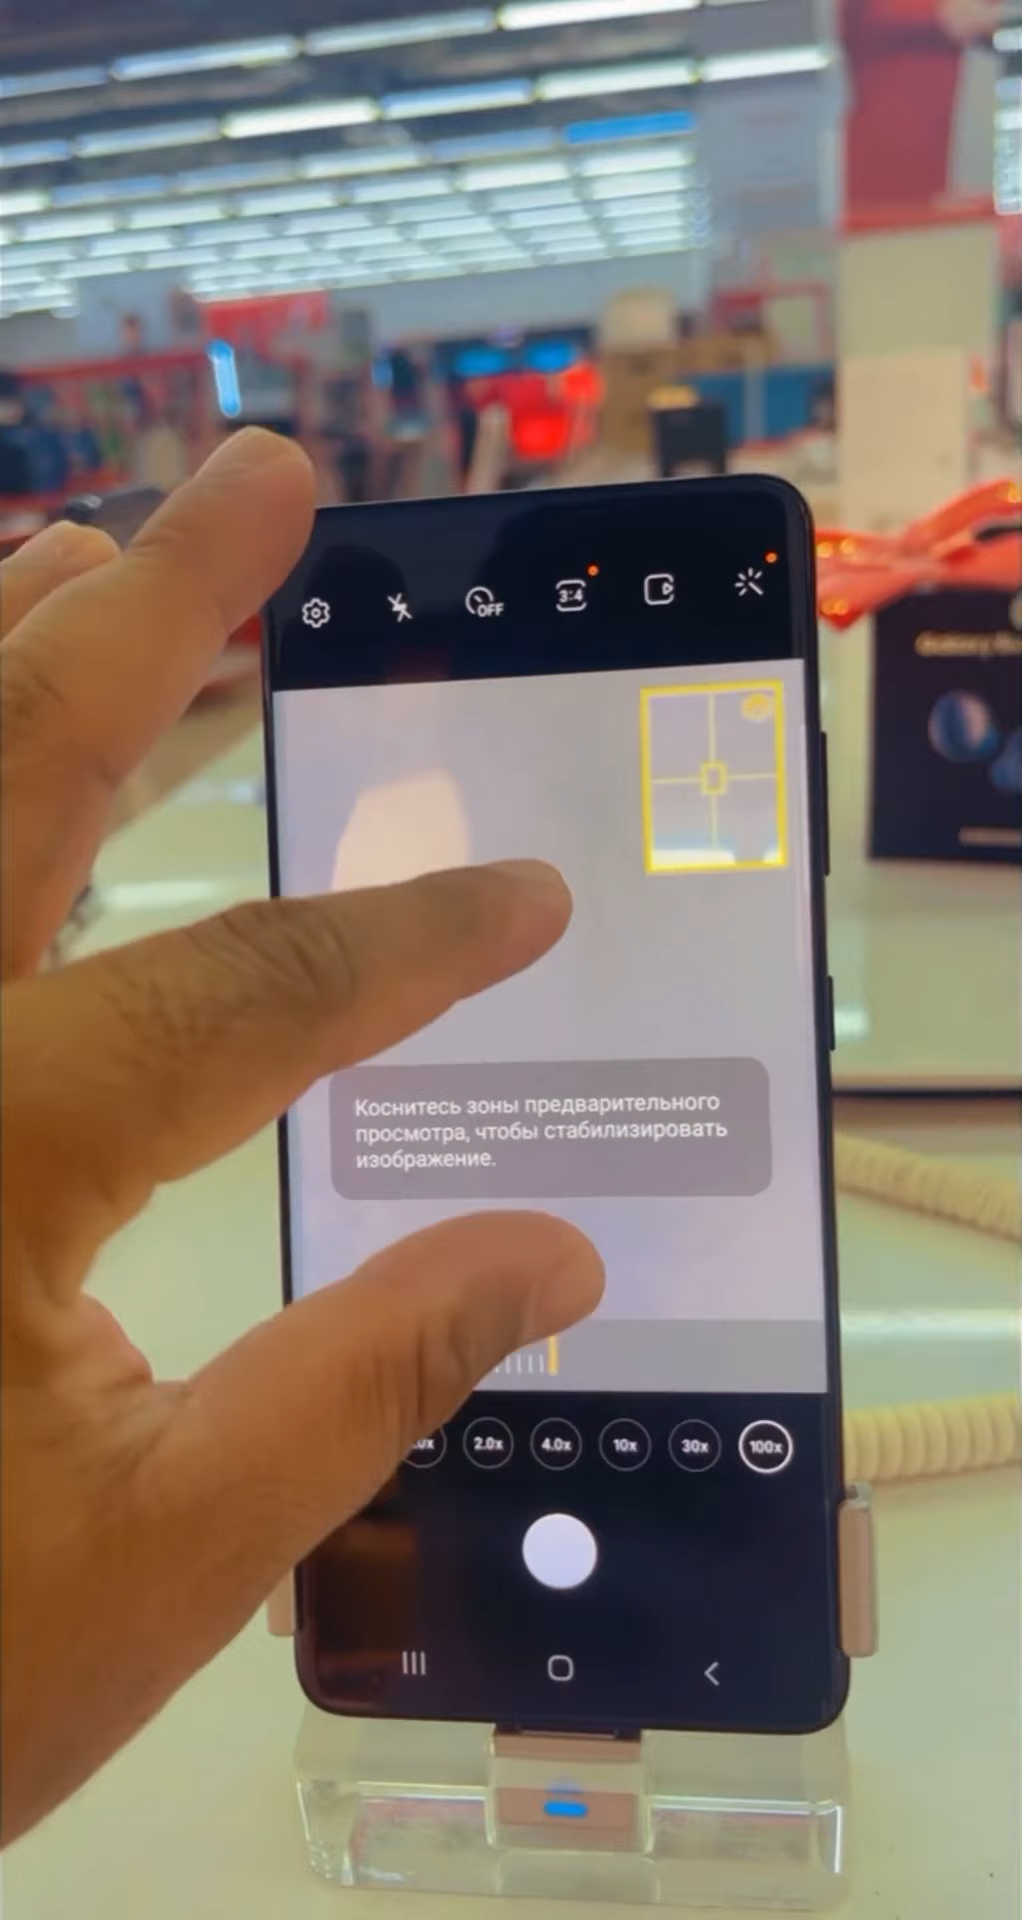 OFF
3:4
Коснитесь зоны предварительного
просмотра, чтобы стабилизировать
изображение.
2.0x
4.0x
10x
30x
100x